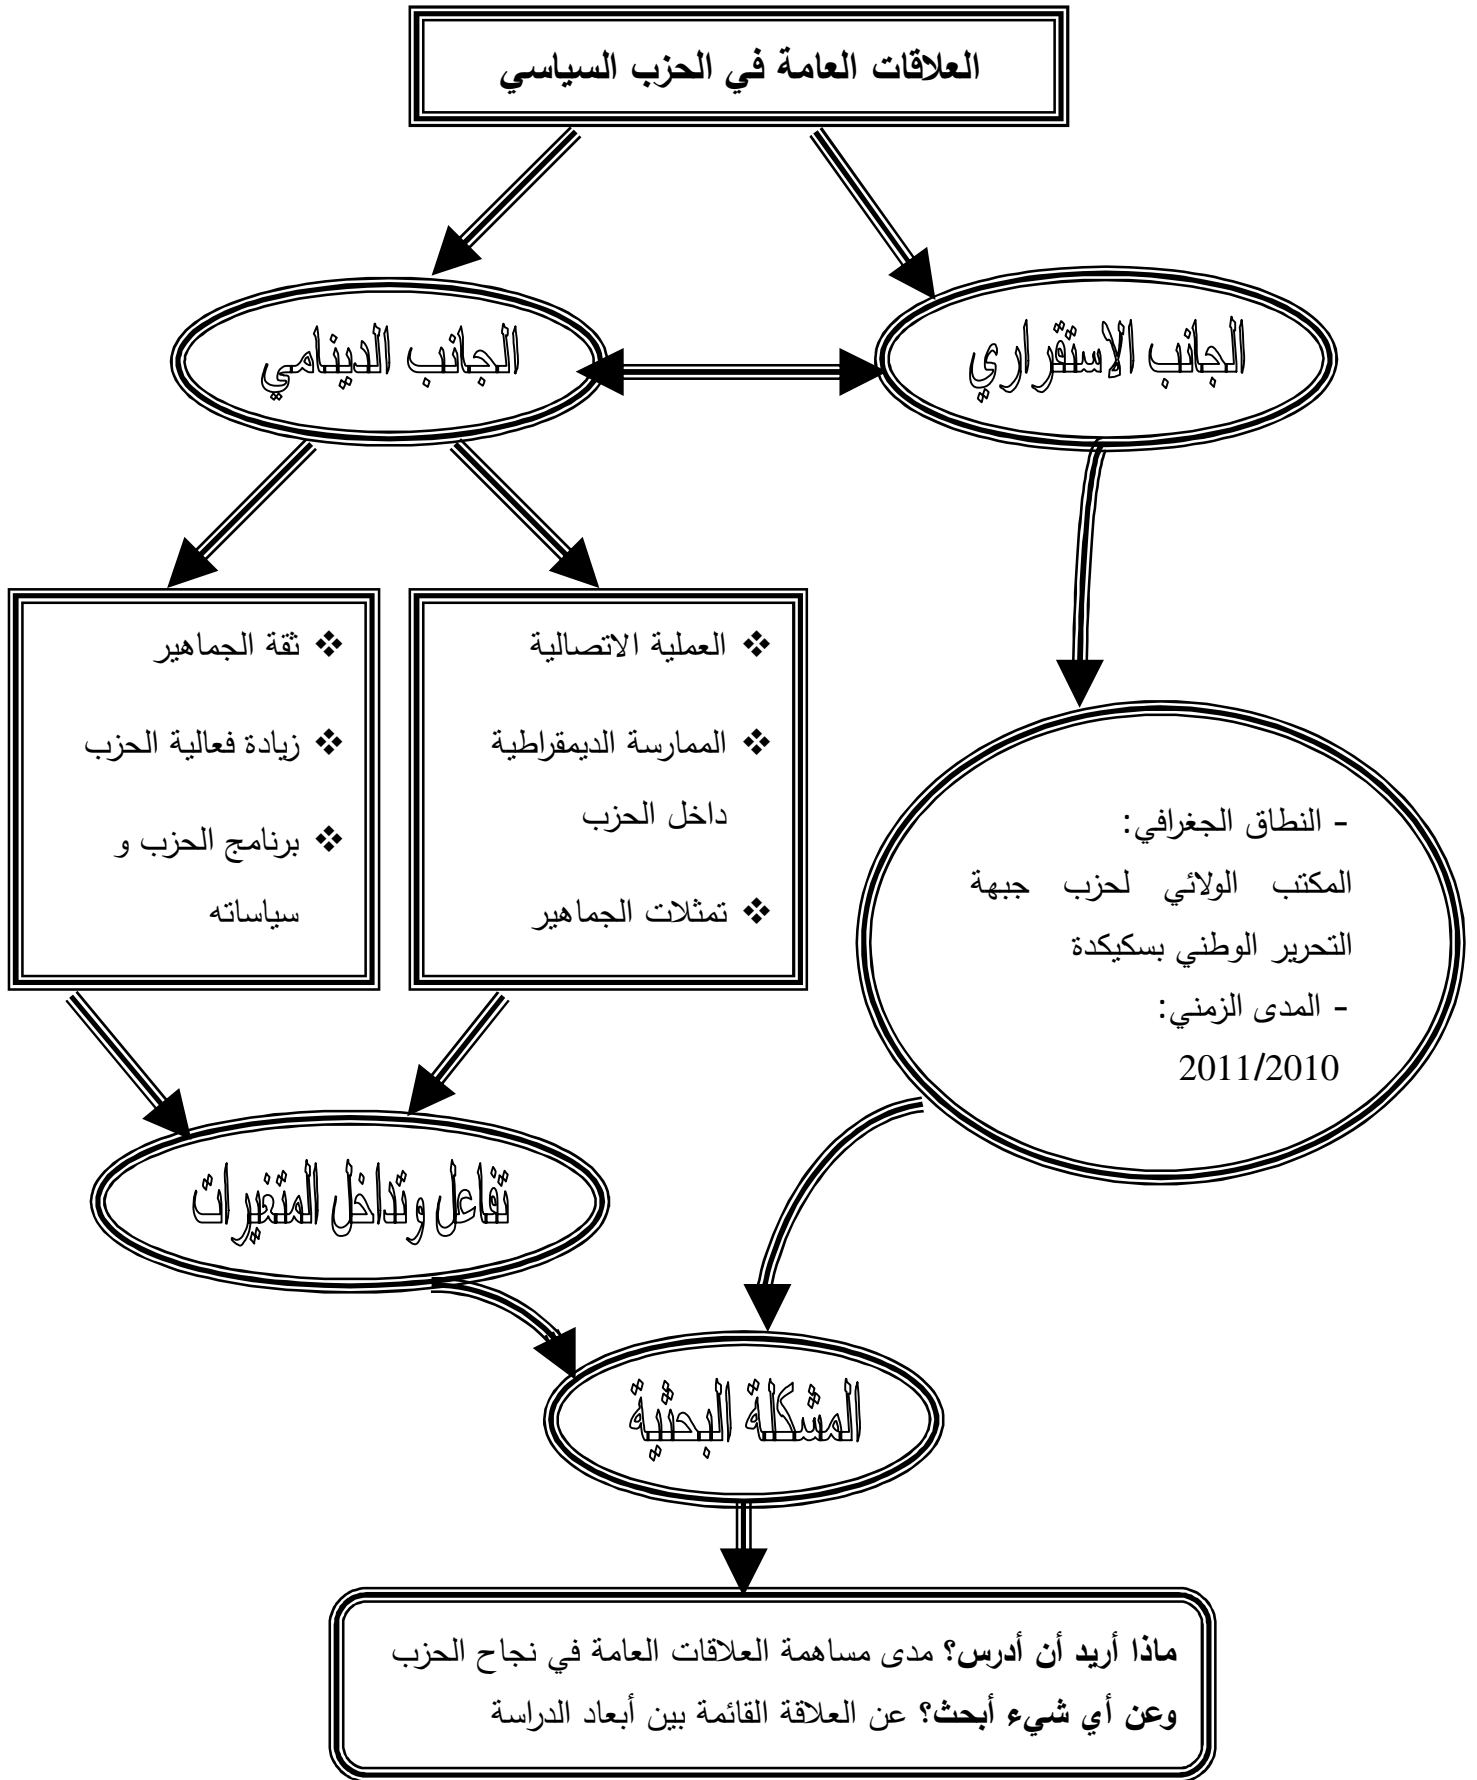 العلاقات العامة في الحزب السياسي
الجانب الاستقراري
الجانب الدينامي
❖ العملية الاتصالية
❖ الممارسة الديمقراطية
داخل الحزب
❖ تمثلات الجماهير
❖ ثقة الجماهير
❖ زيادة فعالية الحزب
❖ برنامج الحزب و
سياساته
- النطاق الجغرافي:
المكتب الولائي لحزب جبهة
التحرير الوطني بسكيكدة
- المدى الزمني:
2011/2010
تفاعل وتداخل المتغيرات
المشكلة البحثية
ماذا أريد أن أدرس؟ مدى مساهمة العلاقات العامة في نجاح الحزب
وعن أي شيء أبحث؟ عن العلاقة القائمة بين أبعاد الدراسة